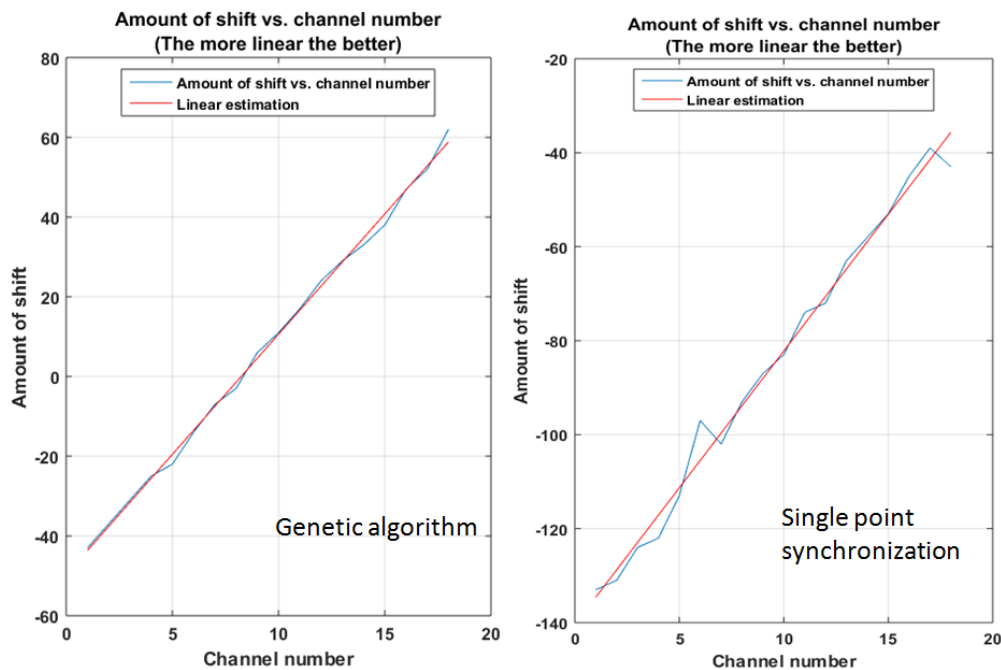 Amount of shift vs. channel number
(The more linear the better)
80
60
40
20
0
-20
-40
-60
0
5
10
15
20
Amount of shift
Channel number
Amount of shift vs. channel number
Linear estimation
Genetic algorithm
Amount of shift vs. channel number
(The more linear the better)
-20
-40
-60
-80
-100
-120
-140
0
5
10
15
20
Amount of shift
Channel number
Amount of shift vs. channel number
Linear estimation
Single point
synchronization